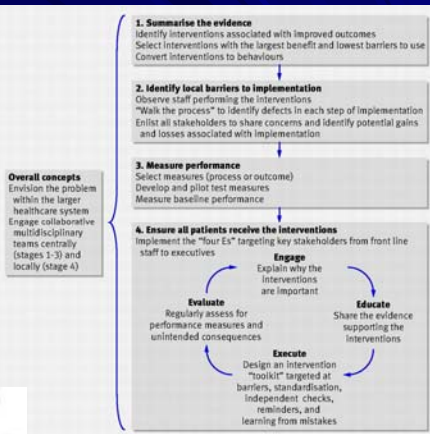 Overall concepts
Envision the problem
within the larger
healthcare system
Engage collaborative
multidisciplinary
teams centrally
(stages 1-3) and
locally (stage 4)
1. Summarise the evidence
Identify interventions associated with improved outcomes
Select interventions with the largest benefit and lowest barriers to use
Convert interventions to behaviours
2. Identify local barriers to implementation
Observe staff performing the interventions
"Walk the process" to identify defects in each step of implementation
Enlist all stakeholders to share concerns and identify potential gains
and losses associated with implementation
3. Measure performance
Select measures (process or outcome)
Develop and pilot test measures
Measure baseline performance
4. Ensure all patients receive the interventions
Implement the "four Es" targeting key stakeholders from front line
staff to executives
Engage
Explain why the
interventions
are important
Educate
Share the evidence
supporting the
interventions
Execute
Design an intervention
"toolkit" targeted at
barriers, standardisation,
independent checks,
reminders, and
learning from mistakes
Evaluate
Regularly assess for
performance measures and
unintended consequences